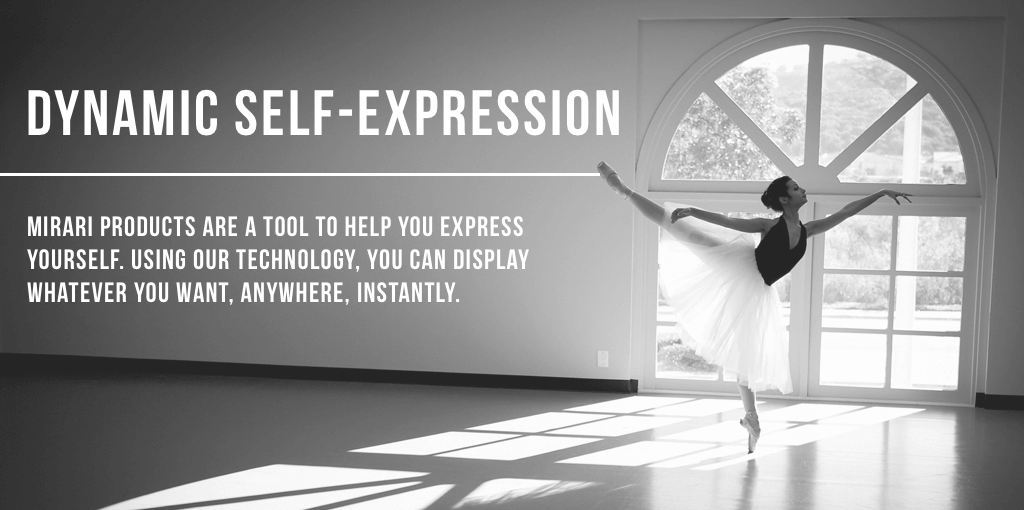 DYNAMIC SELF-EXPRESSION
MIRARI PRODUCTS ARE A TOOL TO HELP YOU EXPRESS
YOURSELF. USING OUR TECHNOLOGY, YOU CAN DISPLAY
WHATEVER YOU WANT, ANYWHERE, INSTANTLY.